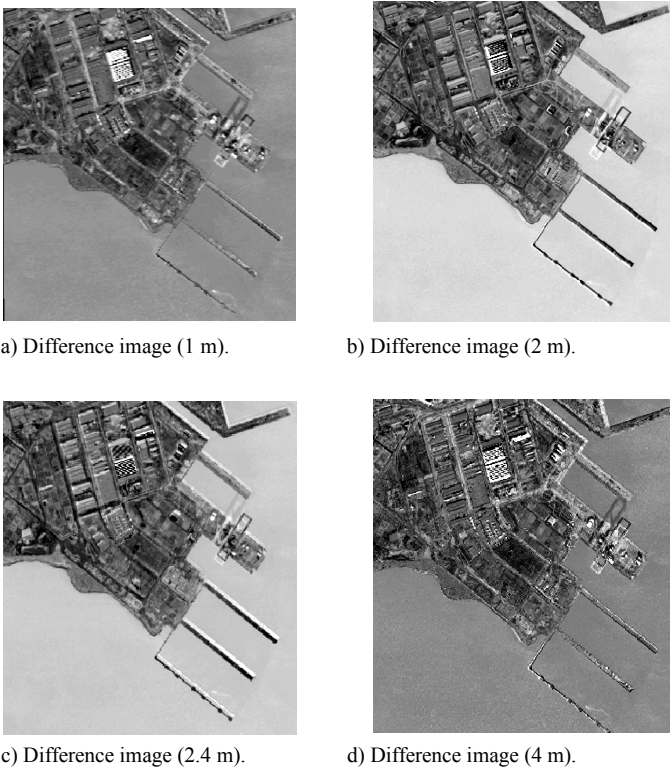 a) Difference image (1 m).
b) Difference image (2 m).
c) Difference image (2.4 m).
d) Difference image (4 m).